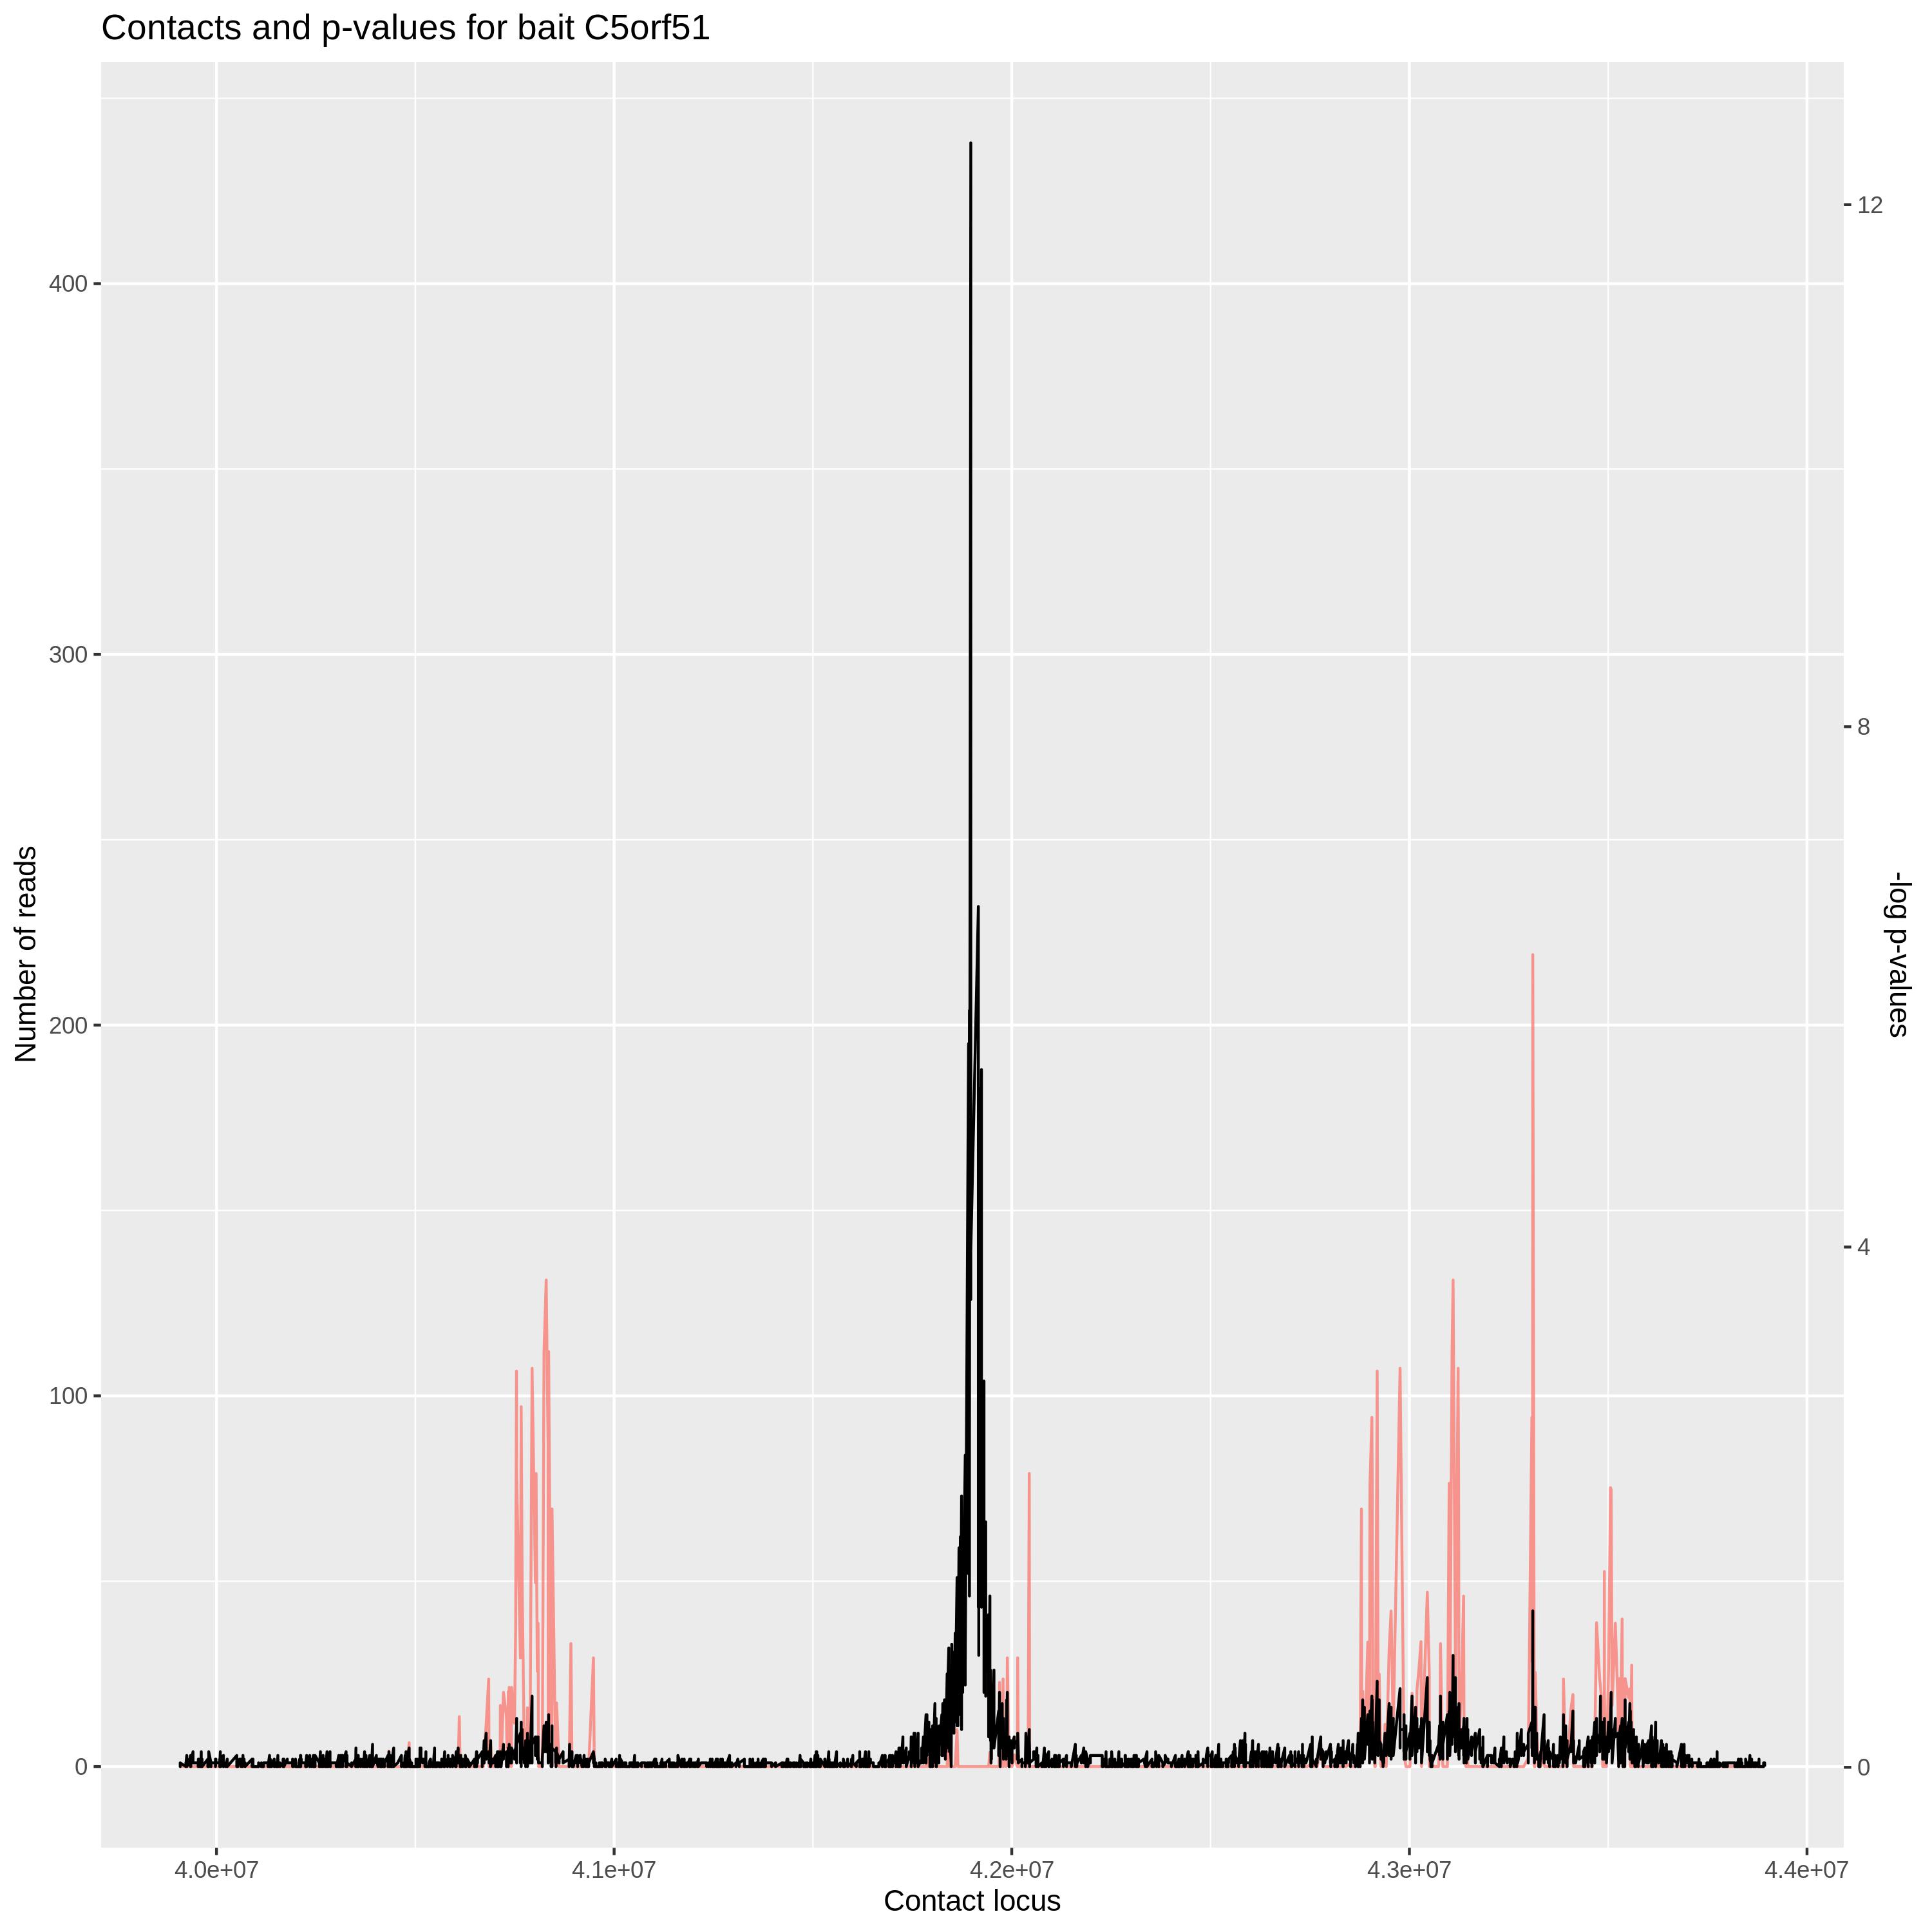 Contacts and p-values for bait C5orf51
400
300
200
100
0
12
8
4
0
Number of reads
-log p-values
4.0e+07
4.1e+07
4.2e+07
4.3e+07
4.4e+07
Contact locus